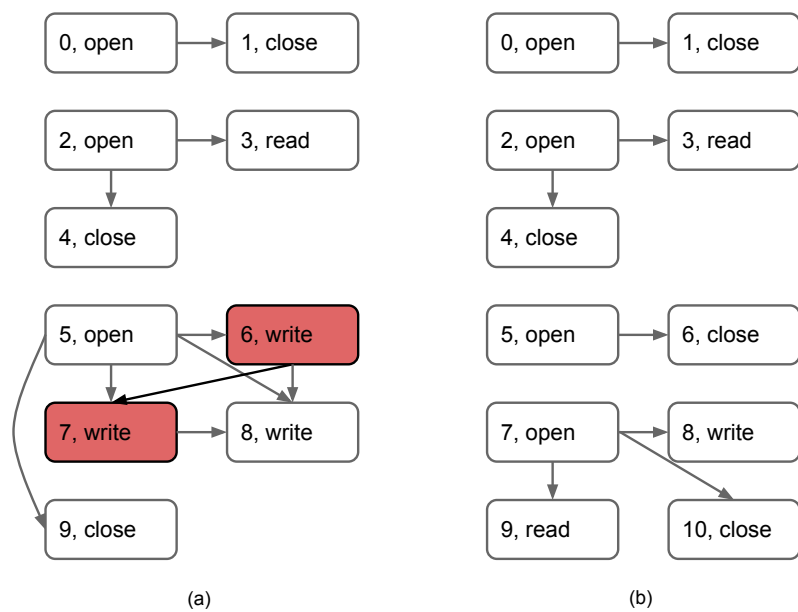 0, open
1, close
2, open
3, read
4, close
5, open
6, write
7, write
8, write
9, close
(a)
0, open
1, close
2, open
3, read
4, close
5, open
6, close
7, open
8, write
9, read
10, close
(b)